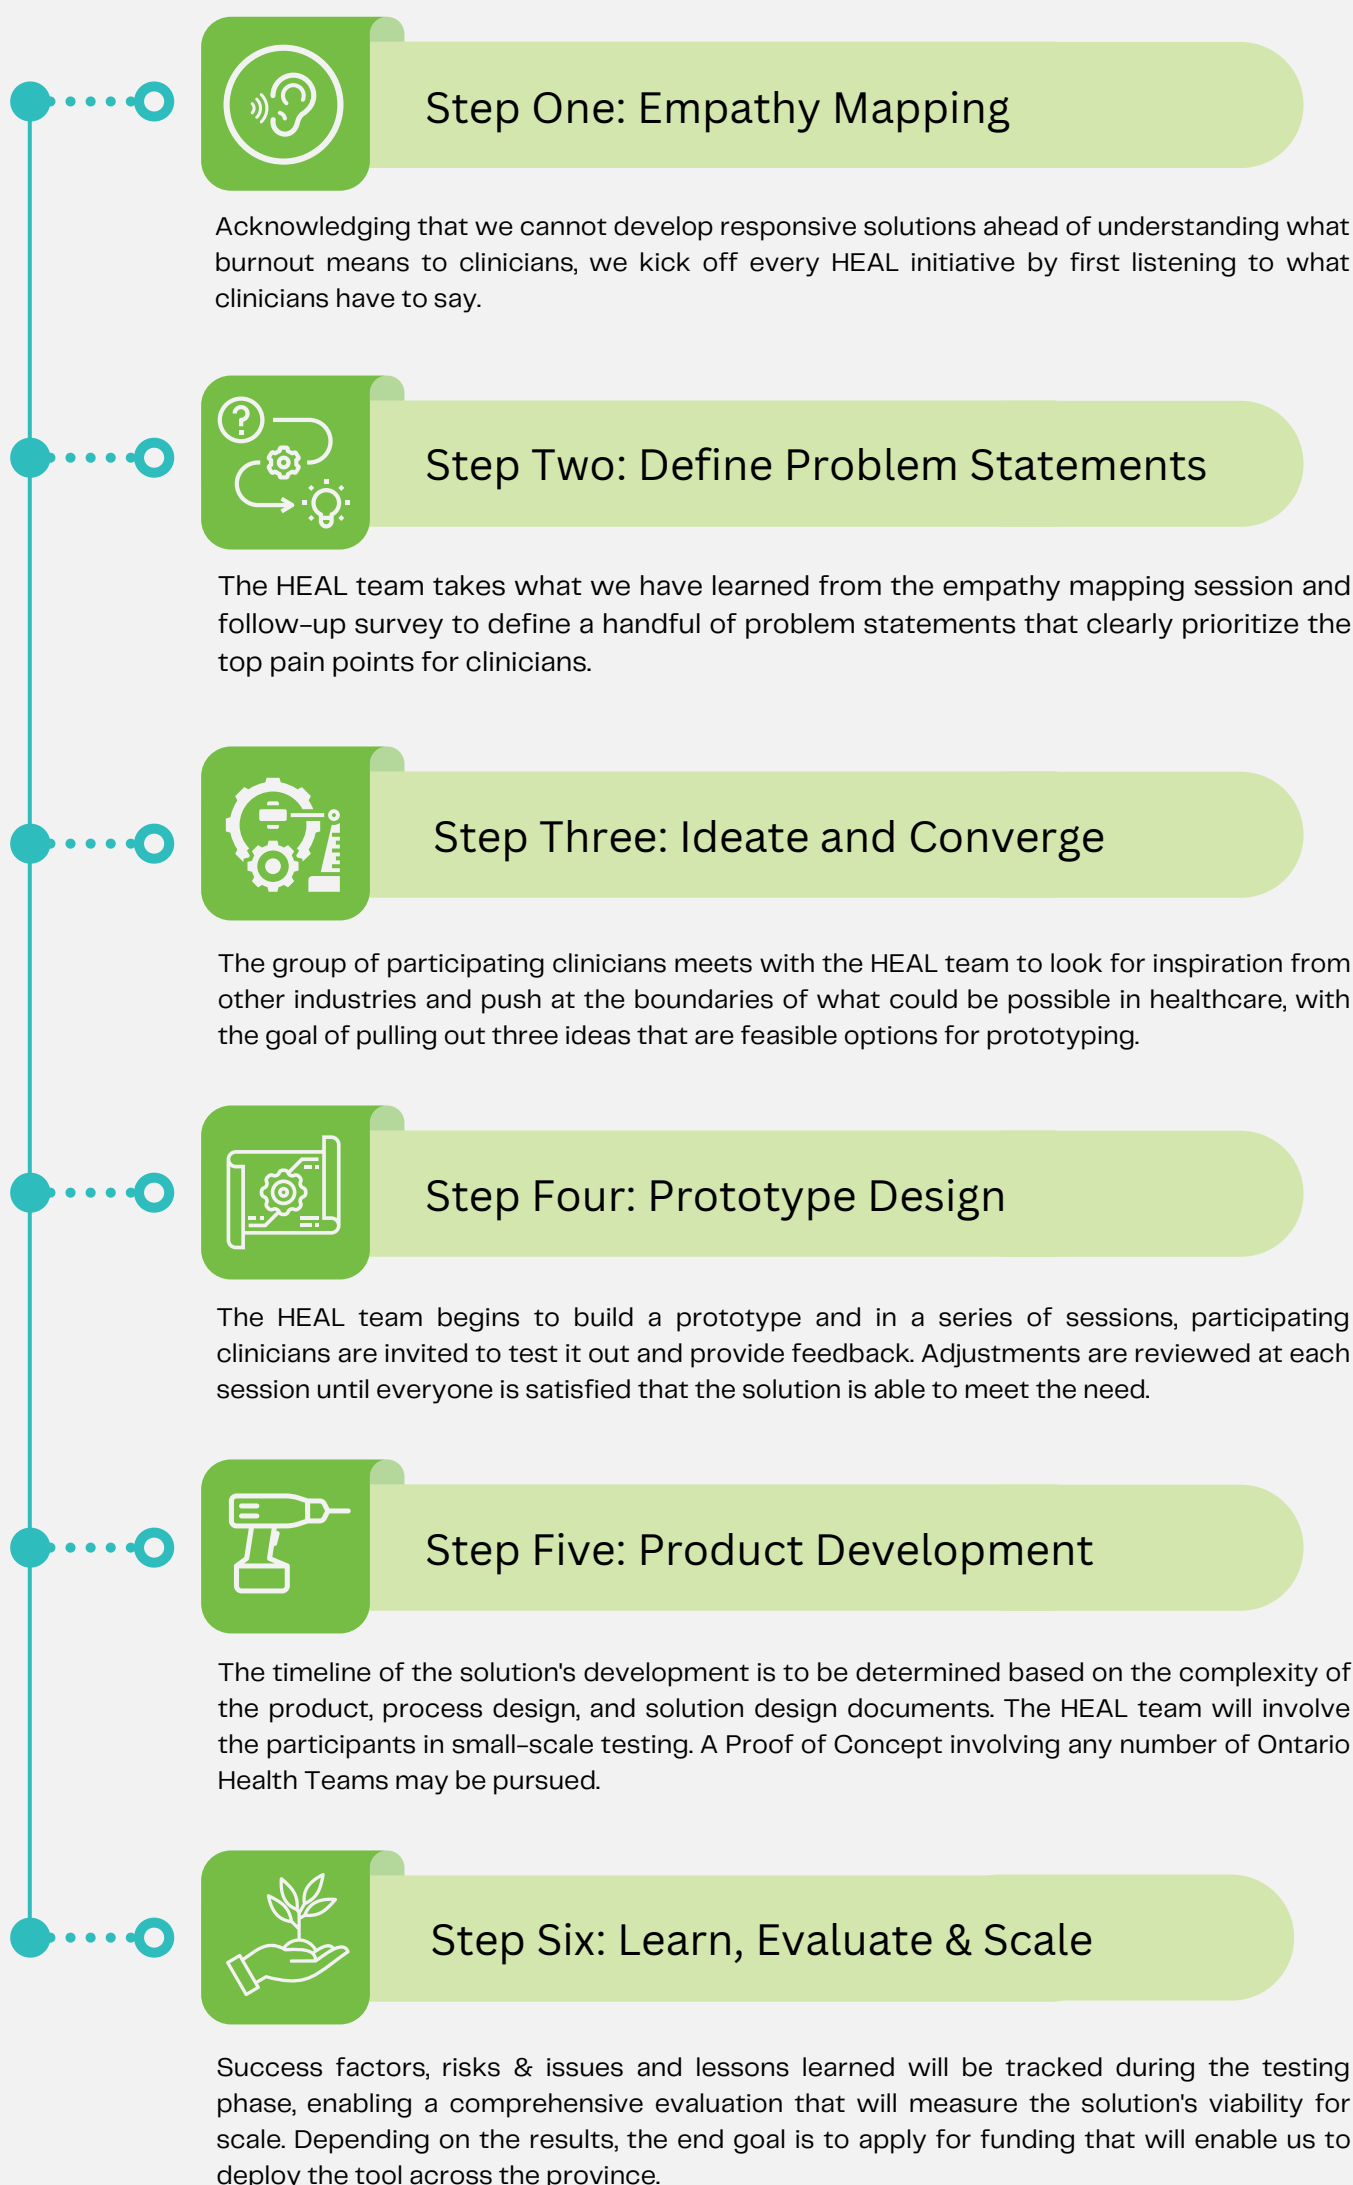 Step One: Empathy Mapping
Acknowledging that we cannot develop responsive solutions ahead of understanding what
burnout means to clinicians, we kick off every HEAL initiative by first listening to what
clinicians have to say.
?
Step Two: Define Problem Statements
The HEAL team takes what we have learned from the empathy mapping session and
follow-up survey to define a handful of problem statements that clearly prioritize the
top pain points for clinicians.
Step Three: Ideate and Converge
The group of participating clinicians meets with the HEAL team to look for inspiration from
other industries and push at the boundaries of what could be possible in healthcare, with
the goal of pulling out three ideas that are feasible options for prototyping.
Step Four: Prototype Design
The HEAL team begins to build a prototype and in a series of sessions, participating
clinicians are invited to test it out and provide feedback. Adjustments are reviewed at each
session until everyone is satisfied that the solution is able to meet the need.
Step Five: Product Development
The timeline of the solution's development is to be determined based on the complexity of
the product, process design, and solution design documents. The HEAL team will involve
the participants in small-scale testing. A Proof of Concept involving any number of Ontario
Health Teams may be pursued.
Step Six: Learn, Evaluate & Scale
Success factors, risks & issues and lessons learned will be tracked during the testing
phase, enabling a comprehensive evaluation that will measure the solution's viability for
scale. Depending on the results, the end goal is to apply for funding that will enable us to
deploy the tool across the province.